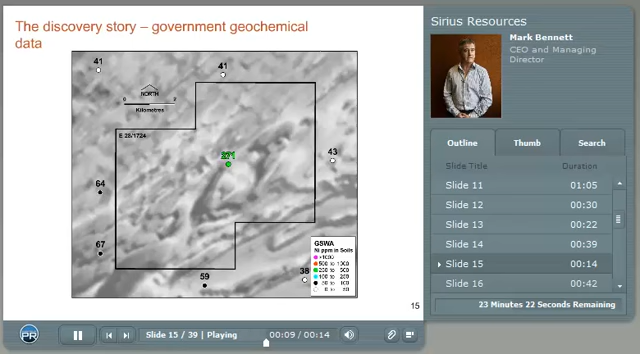 The discovery story – government geochemical
data
41
41
NORTH
Kilometres
E 28/1724
271
43
64
67
59
38
GSWA
Ni ppm in Soils
15
Sirius Resources
Mark Bennett
CEO and Managing
Director
Outline
Thumb
Search
Slide Title
Duration
Slide 11
01:05
Slide 12
00:30
Slide 13
00:22
Slide 14
00:39
Slide 15
00:14
Slide 16
00:42
23 Minutes 22 Seconds Remaining
PR
Slide 15 / 39 | Playing
00:09 / 00:14